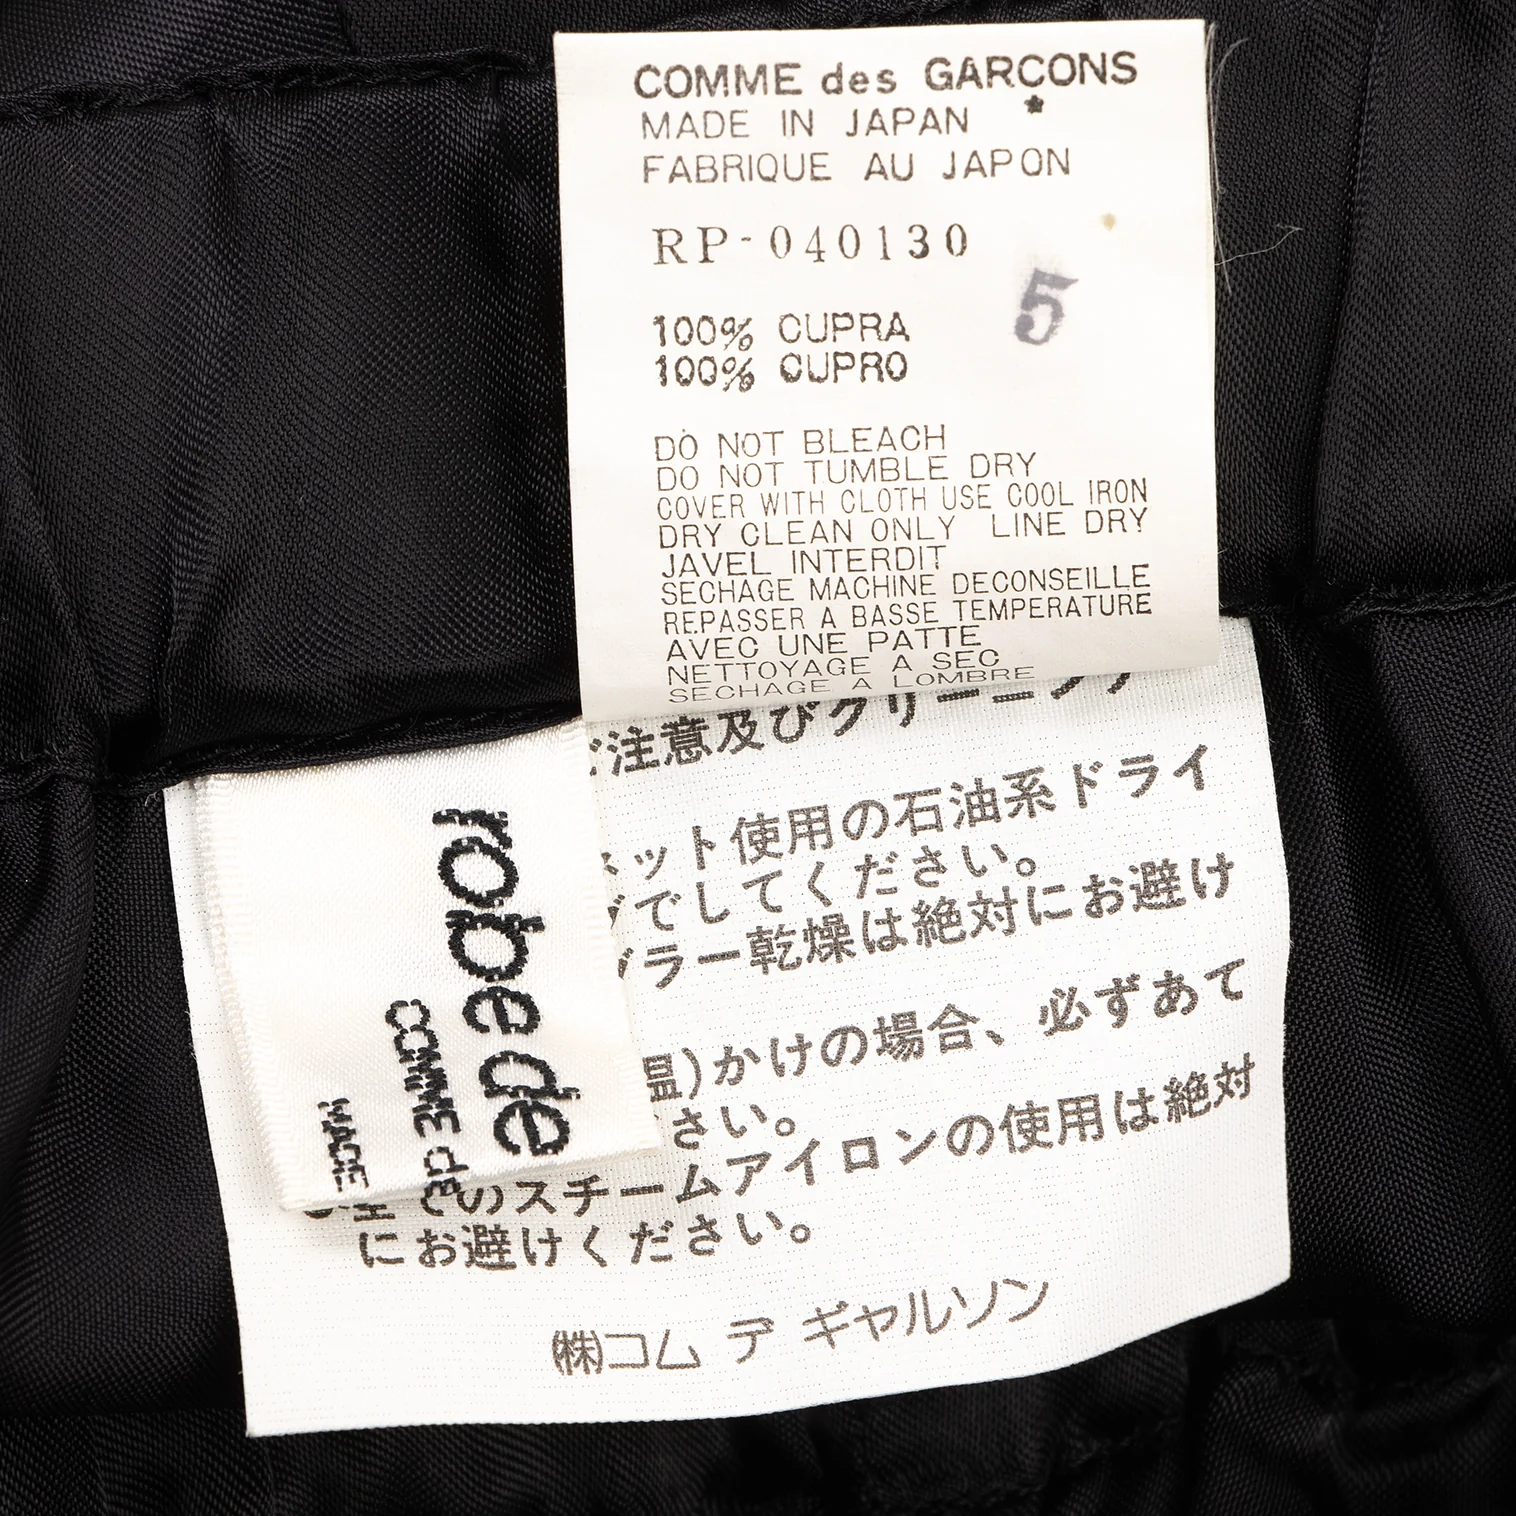 COMME des GARÇONS
MADE IN JAPAN
FABRIQUE AU JAPON
RP-040130
5
100% CUPRA
100% CUPRO
DO NOT BLEACH
DO NOT TUMBLE DRY
COVER WITH CLOTH USE COOL IRON
DRY CLEAN ONLY LINE DRY
JAVEL INTERDIT
SECHAGE MACHINE DECONSEILLE
REPASSER A BASSE TEMPERATURE
AVEC UNE PATTE
NETTOYAGE A SEC
SECHAGE A LOMBRE
robe de
COMME de
MADE
ご注意及びクリーニング
ット使用の石油系ドライ
でしてください。
ラー乾燥は絶対にお避け
温)かけの場合、必ずあて
さい。
のスチームアイロンの使用は絶対
にお避けください。
㈱コム デ ギャルソン